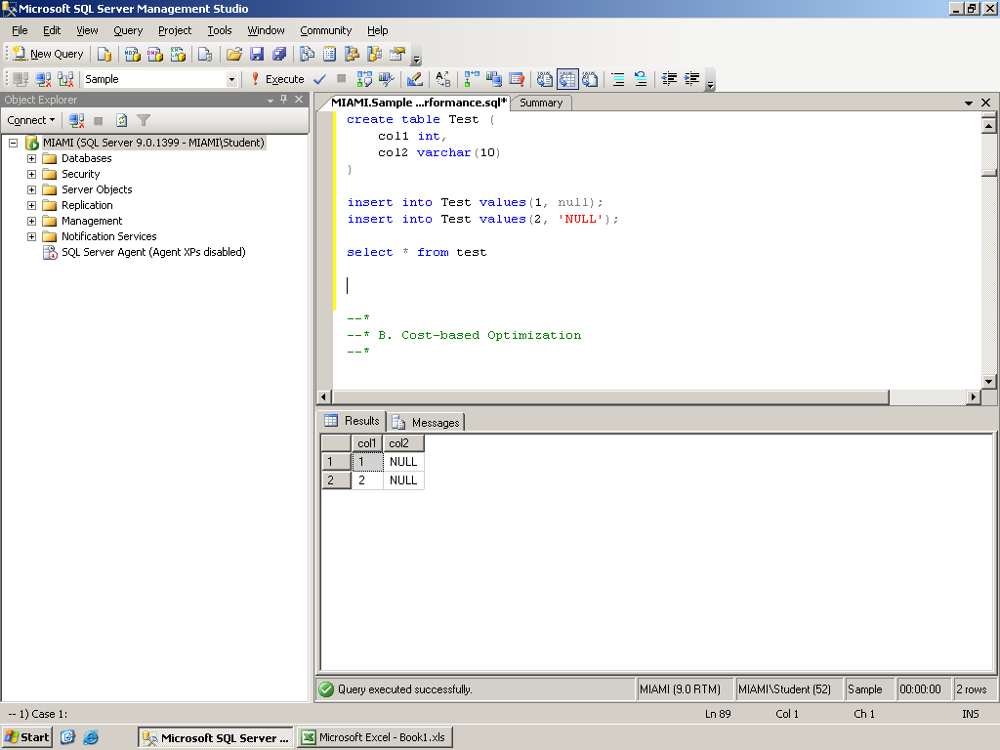 Microsoft SQL Server Management Studio
File Edit View Query Project Tools Window Community Help
New Query
Sample Execute
Object Explorer
Connect
MIAMI (SQL Server 9.0.1399 - MIAMI\Student)
Databases
Security
Server Objects
Replication
Management
Notification Services
SQL Server Agent (Agent XPs disabled)
MIAMI.Sample ...rformance.sql* Summary
create table Test (
col1 int,
col2 varchar(10)
)
insert into Test values(1, null);
insert into Test values(2, 'NULL');
select * from test
--*
--* B. Cost-based Optimization
--*
Results Messages
col1 col2
1 1 NULL
2 2 NULL
Query executed successfully. MIAMI (9.0 RTM) MIAMI\Student (52) Sample 00:00:00 2 rows
-- 1) Case 1: Ln 89 Col 1 Ch 1 INS
Start Microsoft SQL Server ... Microsoft Excel - Book1.xls